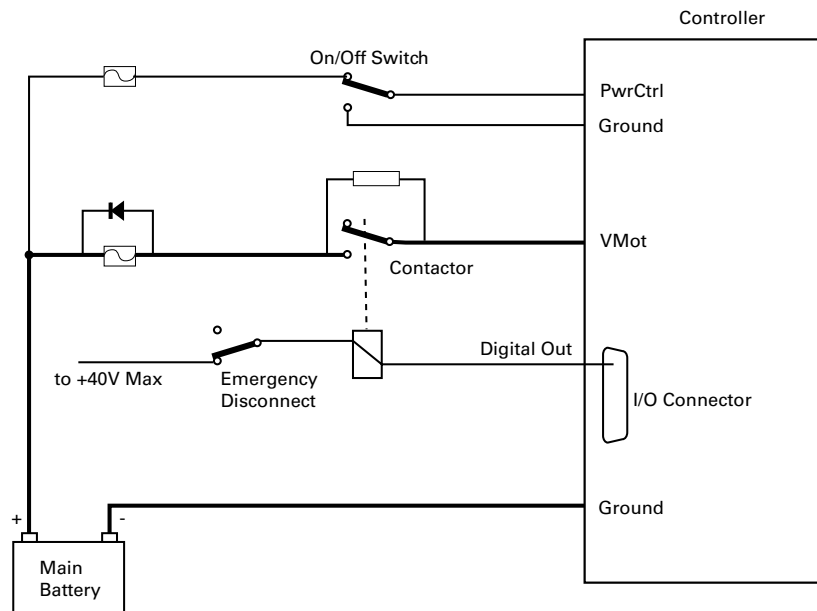 Controller
On/Off Switch
PwrCtrl
Ground
VMot
Contactor
Digital Out
to +40V Max
Emergency
Disconnect
I/O Connector
Ground
+
-
Main
Battery